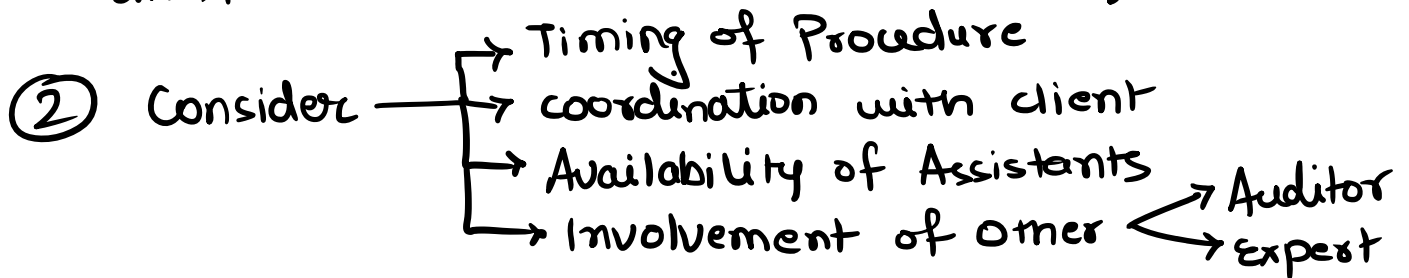 Timing of Procedure
② Consider → coordination with client
→ Availability of Assistants
→ Involvement of other → Auditor
→ Expert